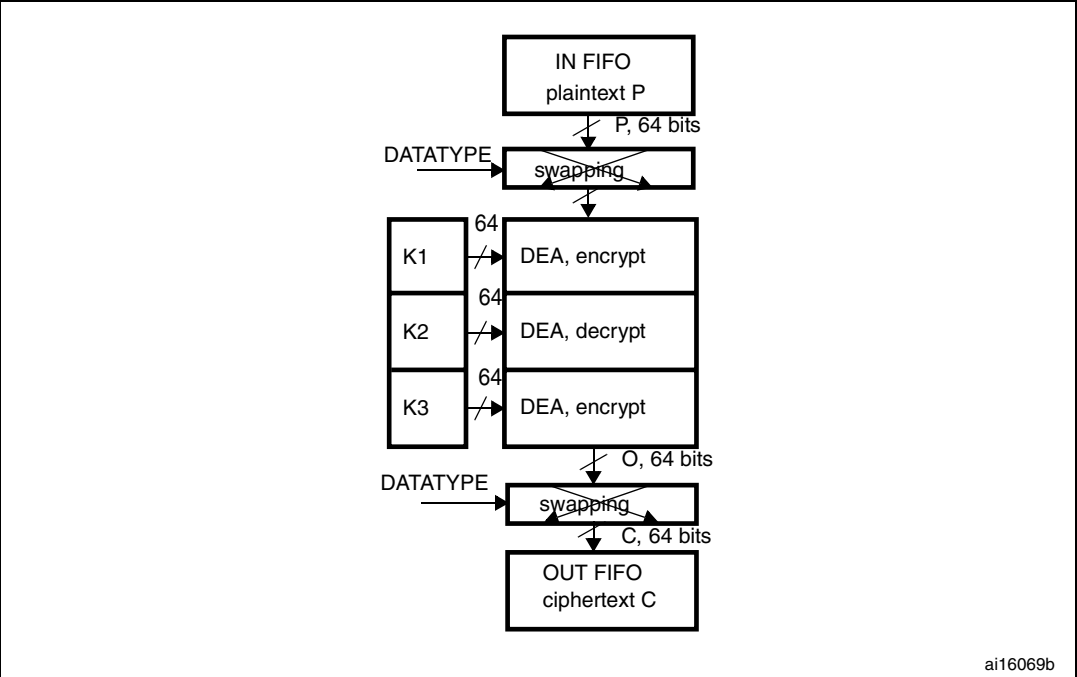 IN FIFO
plaintext P
P, 64 bits
DATATYPE
swapping
64
K1
DEA, encrypt
64
K2
DEA, decrypt
64
K3
DEA, encrypt
O, 64 bits
DATATYPE
swapping
C, 64 bits
OUT FIFO
ciphertext C
ai16069b